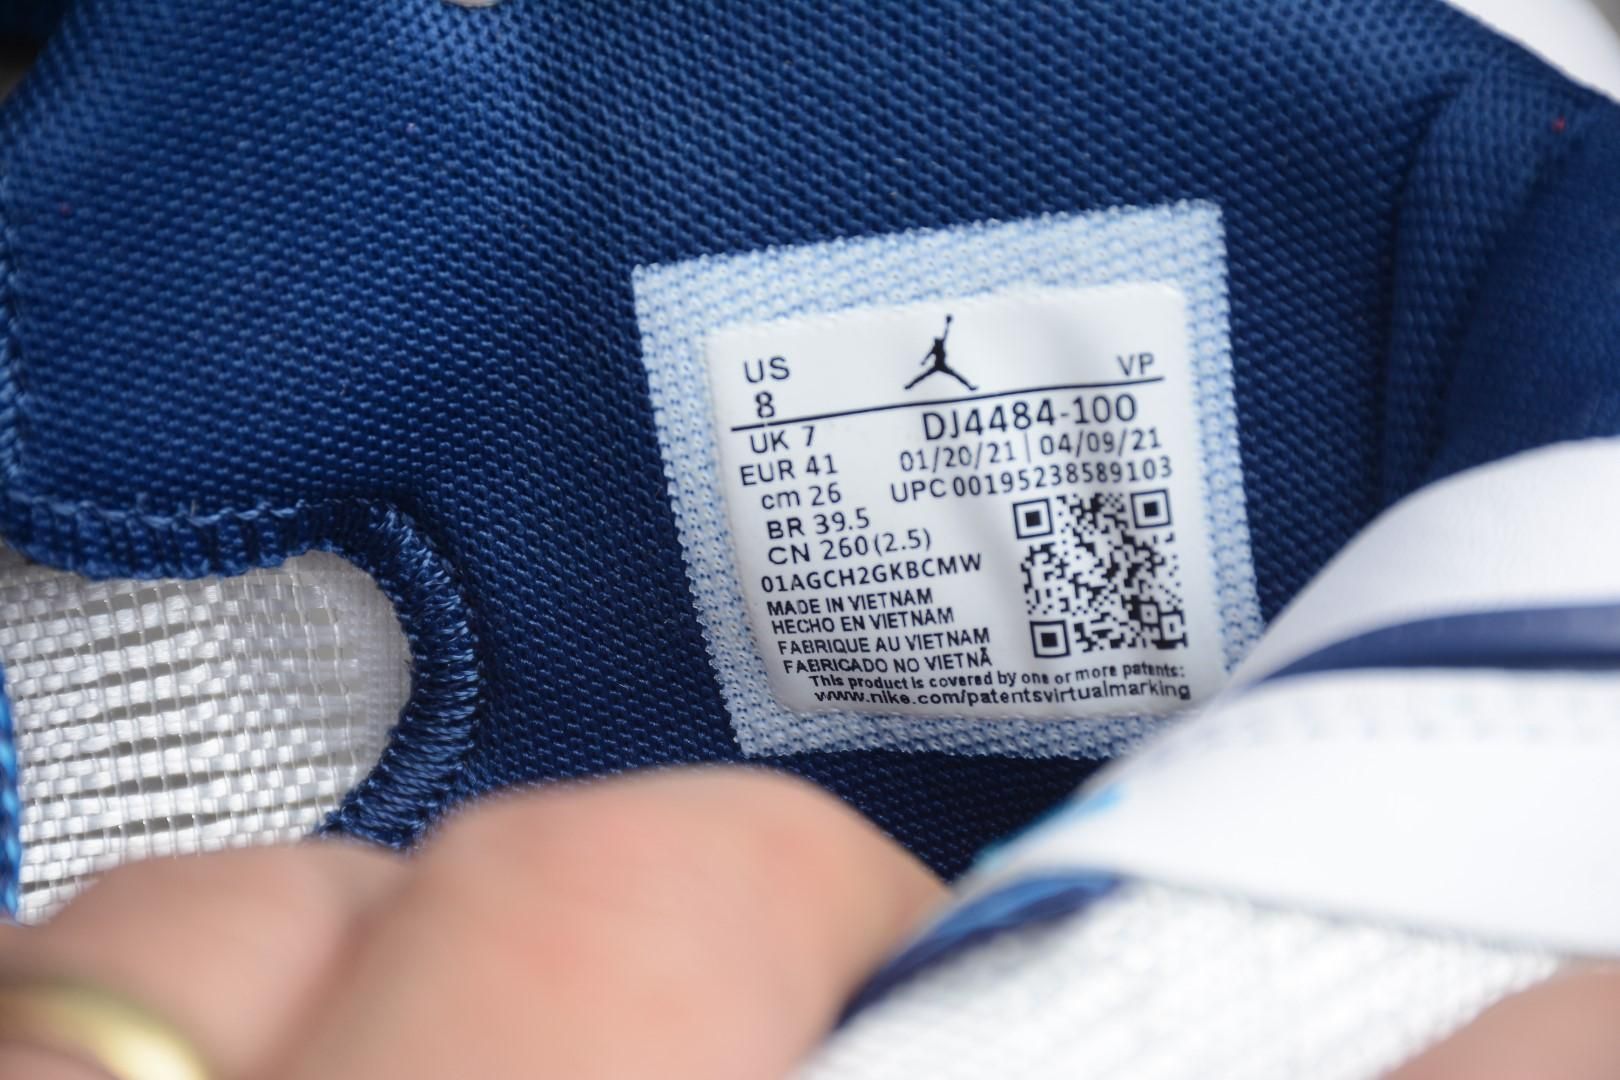 US VP
8
DJ4484-100
UK 7 01/20/21 | 04/09/21
EUR 41 UPC 00195238589103
cm 26
BR 39.5
CN 260(2.5)
01AGCH2GKBCMW
MADE IN VIETNAM
HECHO EN VIETNAM
FABRIQUE AU VIETNAM
FABRICADO NO VIETNÃ
This product is covered by one or more patents:
www.nike.com/patentsvirtualmarking